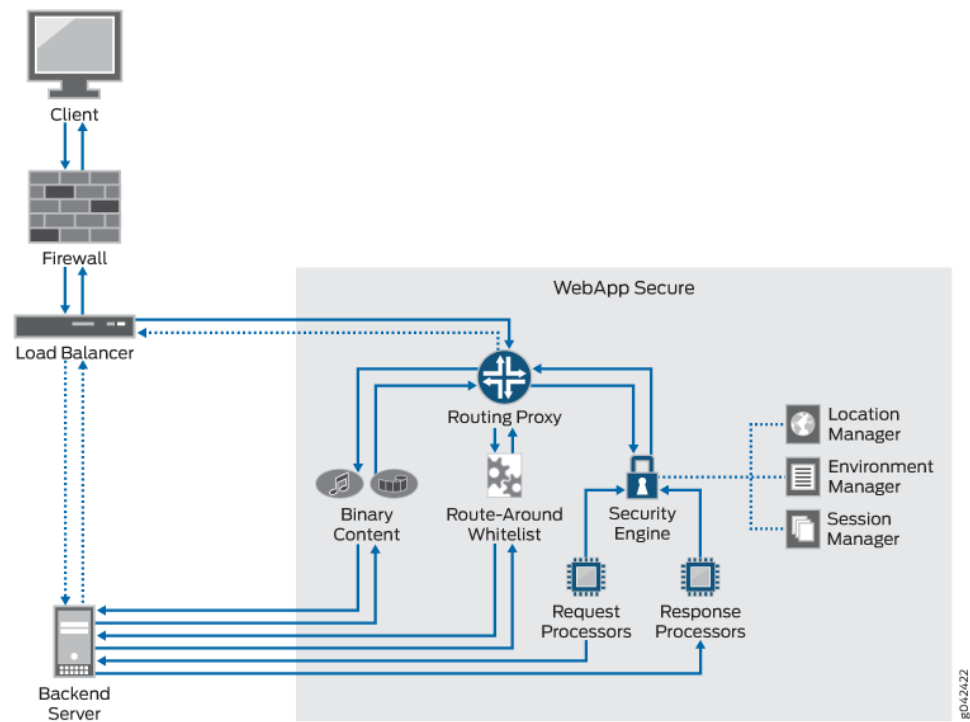 Client
Firewall
WebApp Secure
Load Balancer
Routing Proxy
Location
Manager
Environment
Manager
Session
Manager
Binary
Content
Route-Around
Whitelist
Security
Engine
Request
Processors
Response
Processors
Backend
Server
g042422